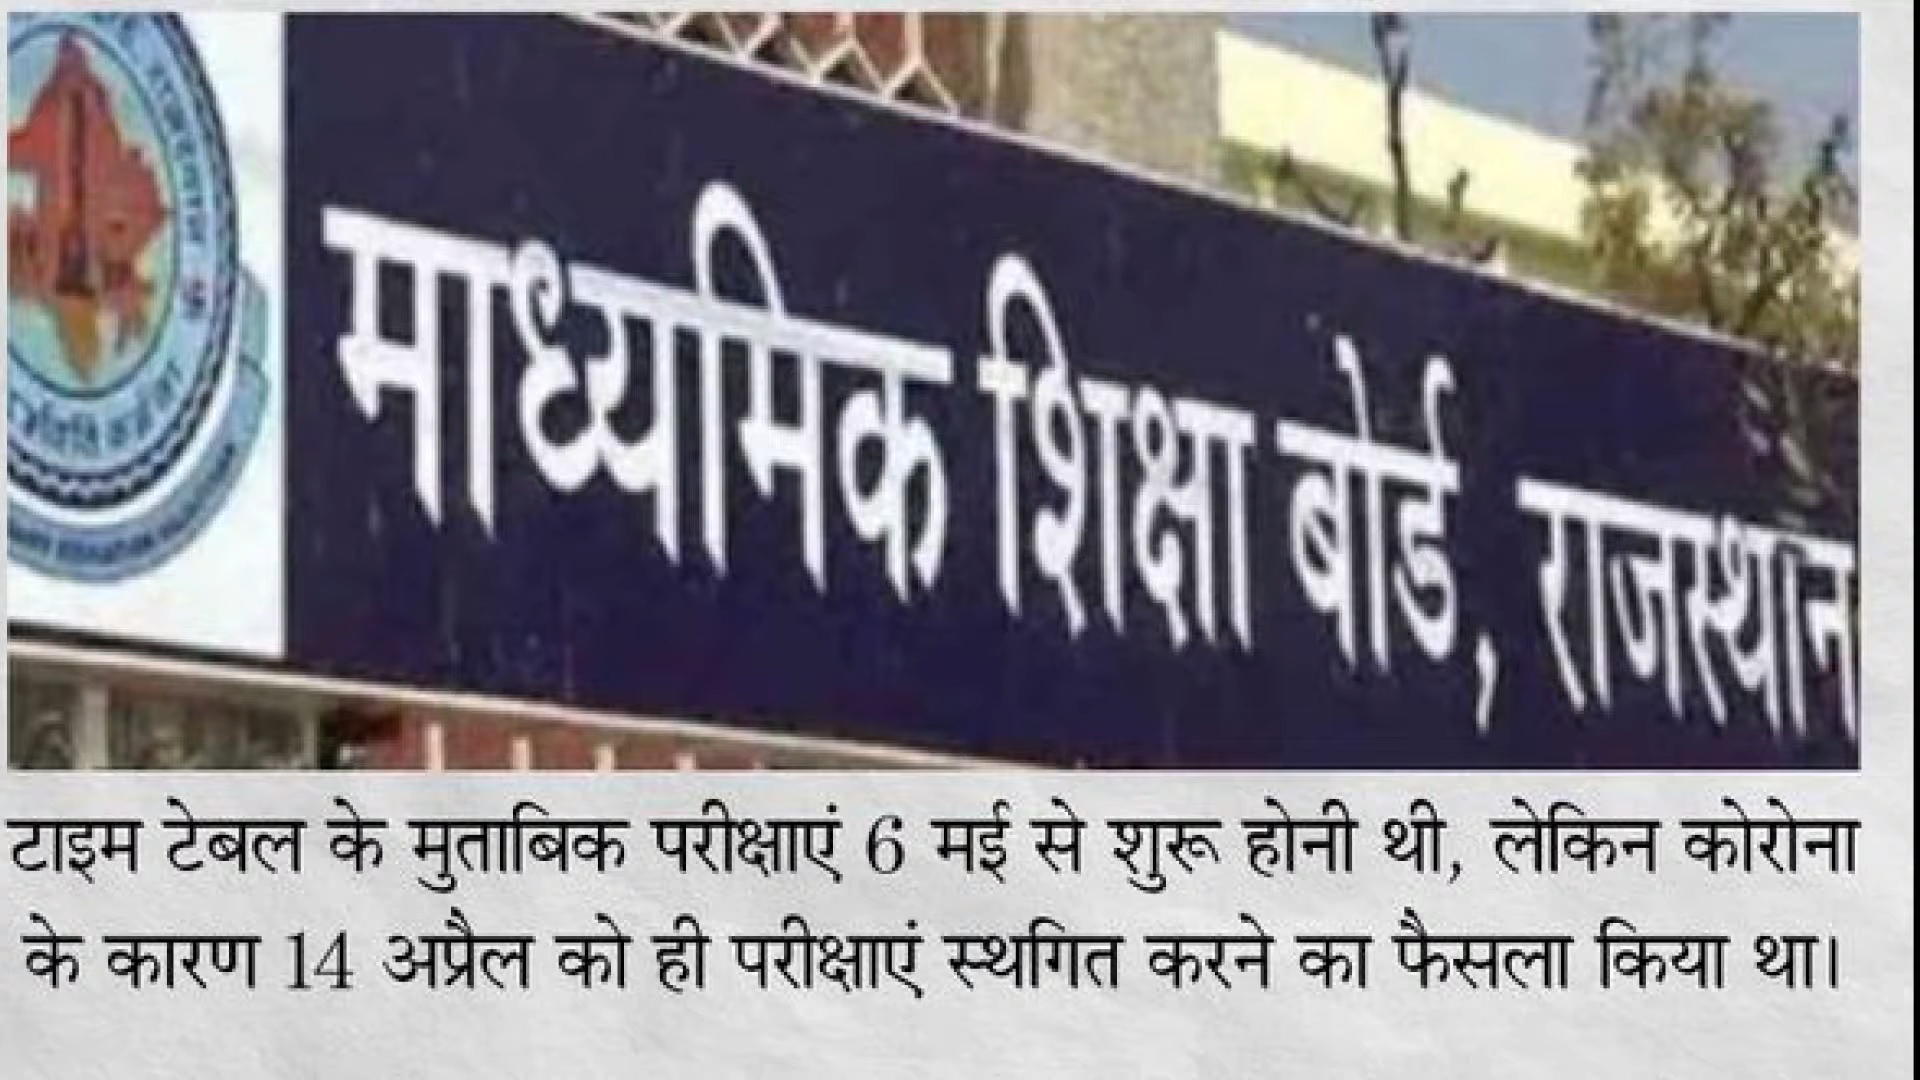 माध्यमिक शिक्षा बोर्ड, राजस्थान
टाइम टेबल के मुताबिक परीक्षाएं 6 मई से शुरू होनी थी, लेकिन कोरोना
के कारण 14 अप्रैल को ही परीक्षाएं स्थगित करने का फैसला किया था।